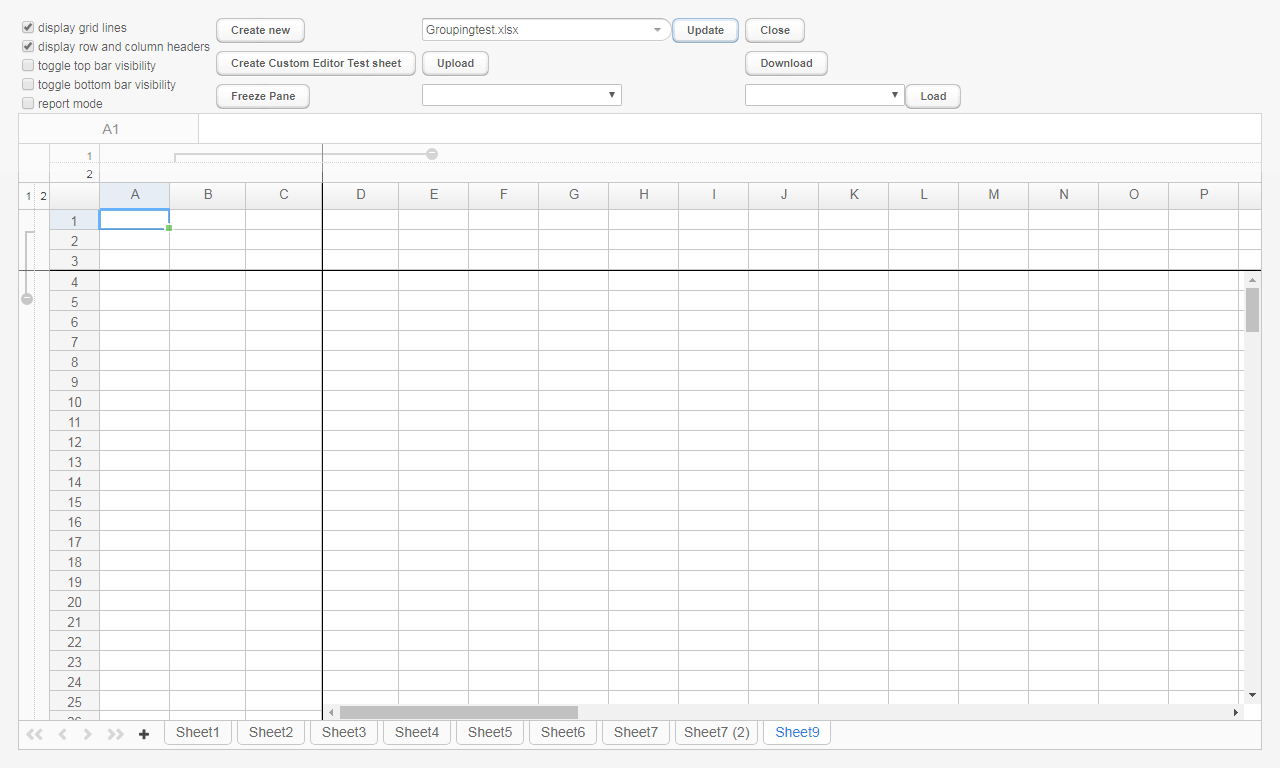 display grid lines
display row and column headers
toggle top bar visibility
toggle bottom bar visibility
report mode
Create new
Groupingtest.xlsx
Update
Close
Create Custom Editor Test sheet
Upload
Download
Freeze Pane
Load
A1
1
2
1 2
A B C D E F G H I J K L M N O P
1
2
3
4
5
6
7
8
9
10
11
12
13
14
15
16
17
18
19
20
21
22
23
24
25
26
Sheet1 Sheet2 Sheet3 Sheet4 Sheet5 Sheet6 Sheet7 Sheet7 (2) Sheet9